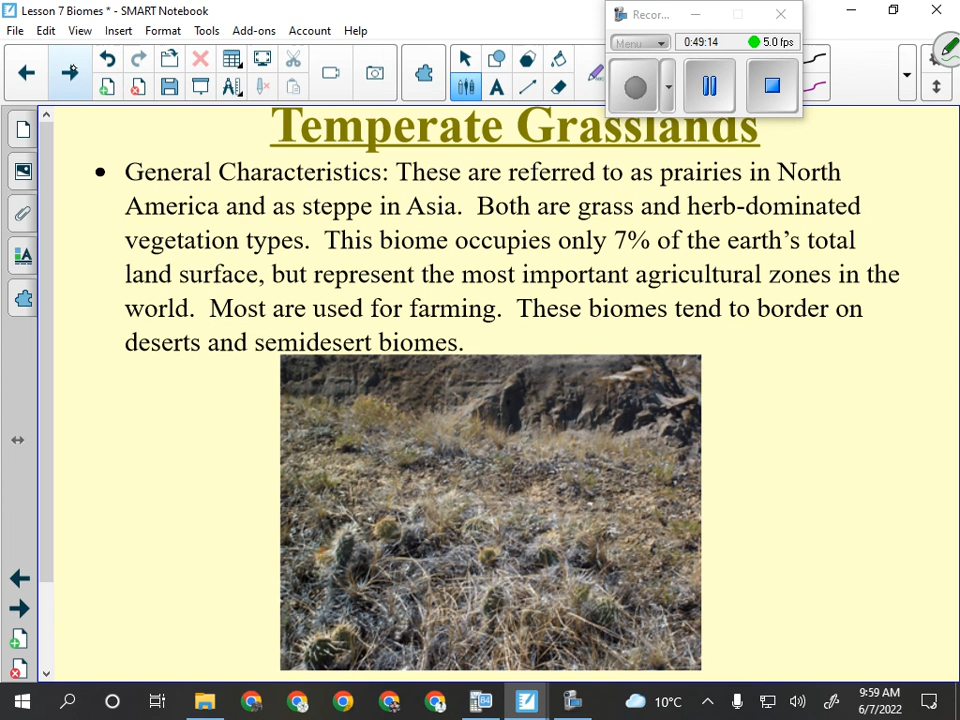 Lesson 7 Biomes * - SMART Notebook
File Edit View Insert Format Tools Add-ons Account Help
Recor...
Menu 0:49:14 5.0 fps
Temperate Grasslands
• General Characteristics: These are referred to as prairies in North
America and as steppe in Asia. Both are grass and herb-dominated
vegetation types. This biome occupies only 7% of the earth's total
land surface, but represent the most important agricultural zones in the
world. Most are used for farming. These biomes tend to border on
deserts and semidesert biomes.
10°C
9:59 AM
6/7/2022